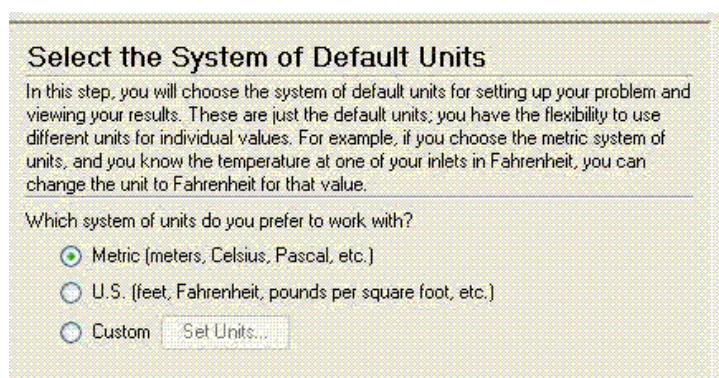 Select the System of Default Units
In this step, you will choose the system of default units for setting up your problem and
viewing your results. These are just the default units; you have the flexibility to use
different units for individual values. For example, if you choose the metric system of
units, and you know the temperature at one of your inlets in Fahrenheit, you can
change the unit to Fahrenheit for that value.
Which system of units do you prefer to work with?
Metric (meters, Celsius, Pascal, etc.)
U.S. (feet, Fahrenheit, pounds per square foot, etc.)
Custom Set Units...